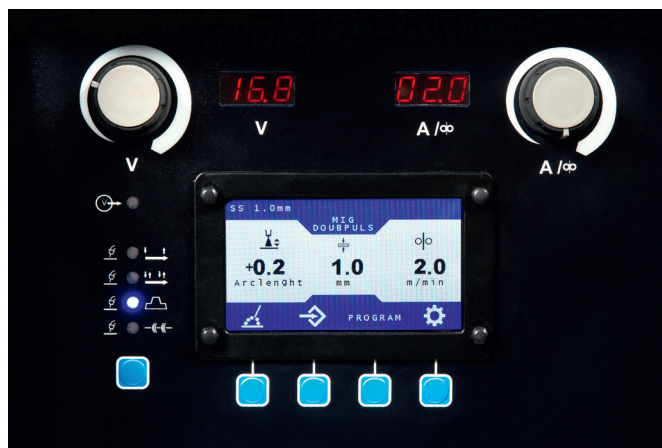 16.8
02.0
V
A/
V
A/
V
SS 1.0mm
MIG
DOUBPULS
+0.2
1.0
2.0
Arclenght
mm
m/min
PROGRAM